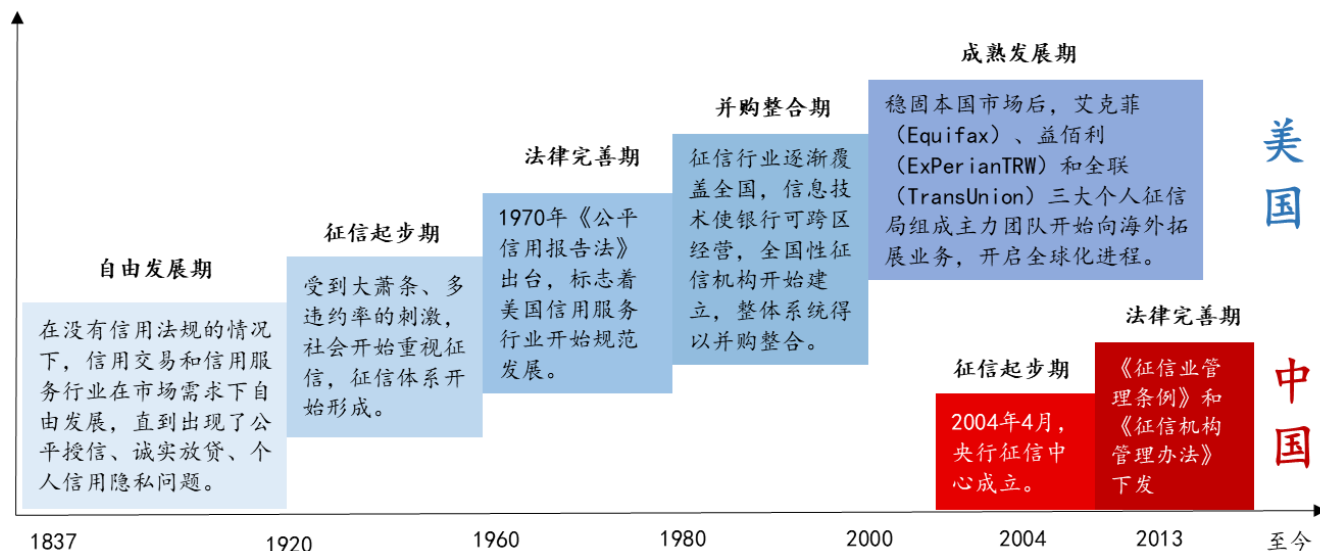 自由发展期
在没有信用法规的情况
下，信用交易和信用服
务行业在市场需求下自
由发展，直到出现了公
平授信、诚实放贷、个
人信用隐私问题。
征信起步期
受到大萧条、多
违约率的刺激，
社会开始重视征
信，征信体系开
始形成。
法律完善期
1970年《公平
信用报告法》
出台，标志着
美国信用服务
行业开始规范
发展。
并购整合期
征信行业逐渐覆
盖全国，信息技
术使银行可跨区
经营，全国性征
信机构开始建
立，整体系统得
以并购整合。
成熟发展期
稳固本国市场后，艾克菲
（Equifax）、益佰利
（ExPerianTRW）和全联
（TransUnion）三大个人征信
局组成主力团队开始向海外拓
展业务，开启全球化进程。
美
国
征信起步期
2004年4月，
央行征信中
心成立。
法律完善期
《征信业管
理条例》和
《征信机构
管理办法》
下发
中
国
1837
1920
1960
1980
2000
2004
2013
至今